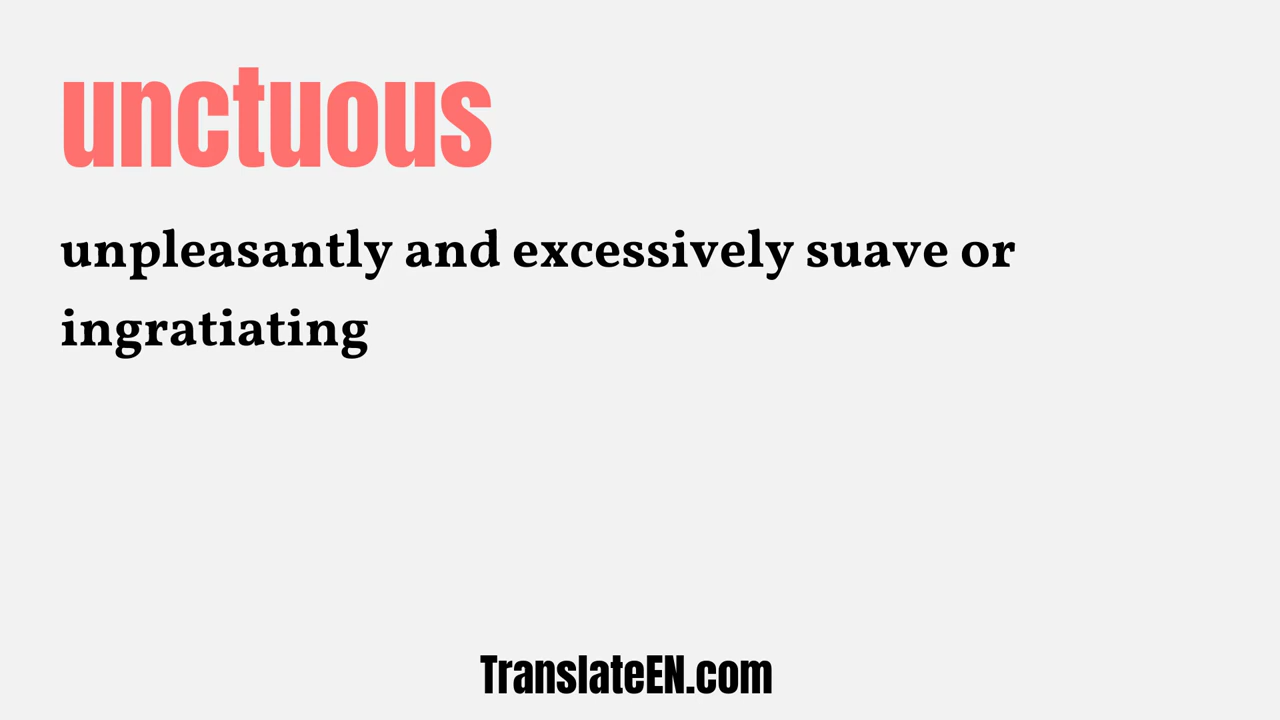 unctuous
unpleasantly and excessively suave or
ingratiating
TranslateEN.com